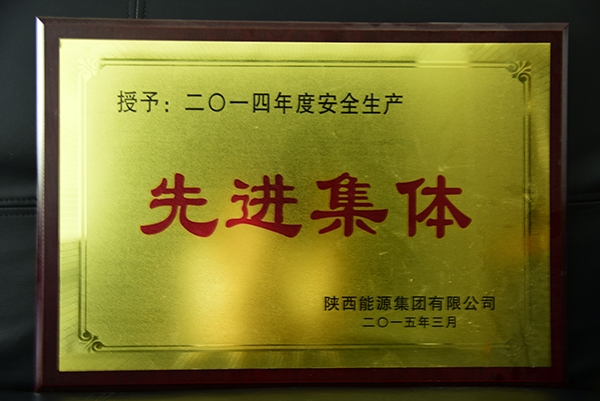 授予：二〇一四年度安全生产
先进集体
陕西能源集团有限公司
二〇一五年三月